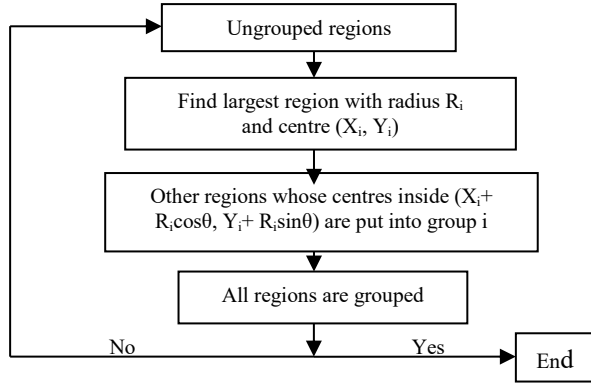 Ungrouped regions
Find largest region with radius Rᵢ
and centre (Xᵢ, Yᵢ)
Other regions whose centres inside (Xᵢ+
Rᵢcosθ, Yᵢ+ Rᵢsinθ) are put into group i
All regions are grouped
No
Yes
End